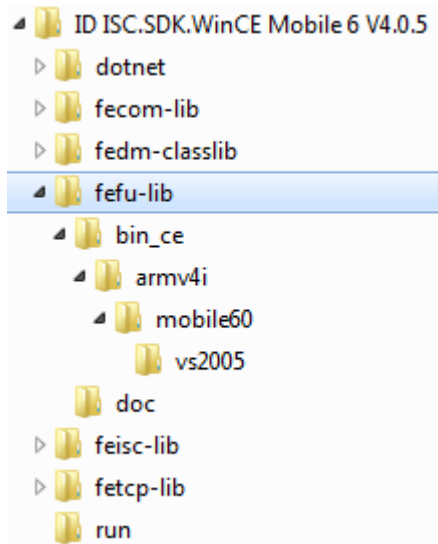 ID ISC.SDK.WinCE Mobile 6 V4.0.5
dotnet
fecom-lib
fedm-classlib
fefu-lib
bin_ce
armv4i
mobile60
vs2005
doc
feisc-lib
fetcp-lib
run